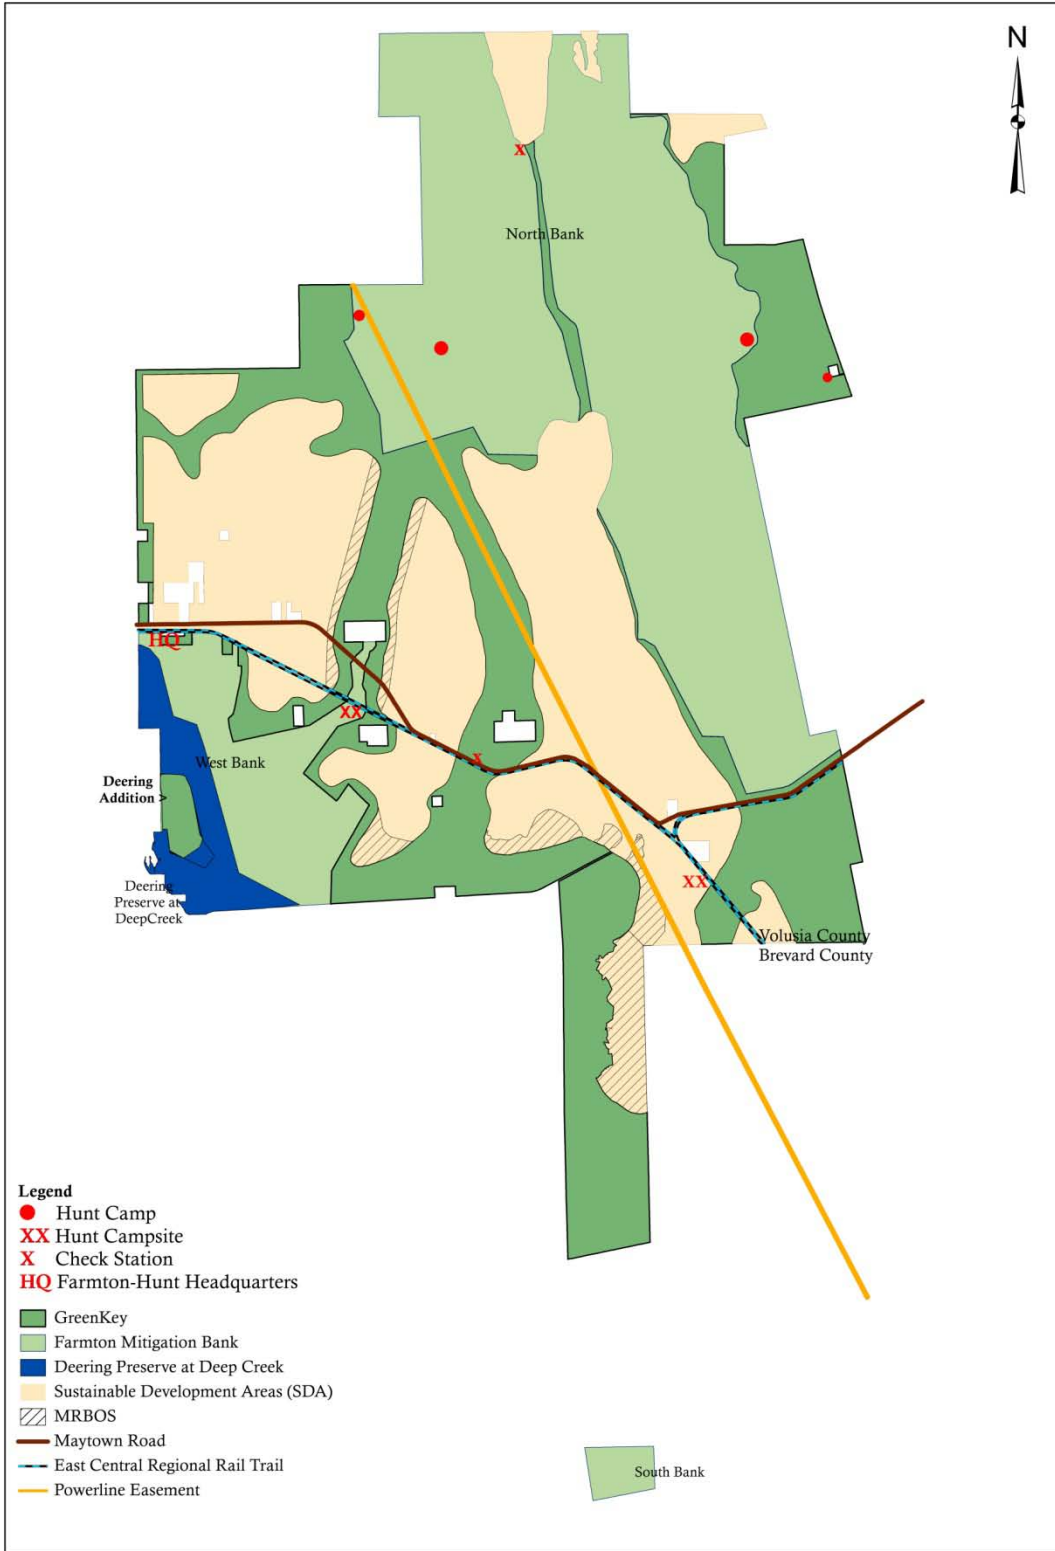 N
X
North Bank
HQ
XX
West Bank
X
Deering
Addition >
Deering
Preserve at
DeepCreek
XX
Volusia County
Brevard County
Legend
Hunt Camp
XX Hunt Campsite
X Check Station
HQ Farmton-Hunt Headquarters
GreenKey
Farmton Mitigation Bank
Deering Preserve at Deep Creek
Sustainable Development Areas (SDA)
MRBOS
Maytown Road
East Central Regional Rail Trail
Powerline Easement
South Bank